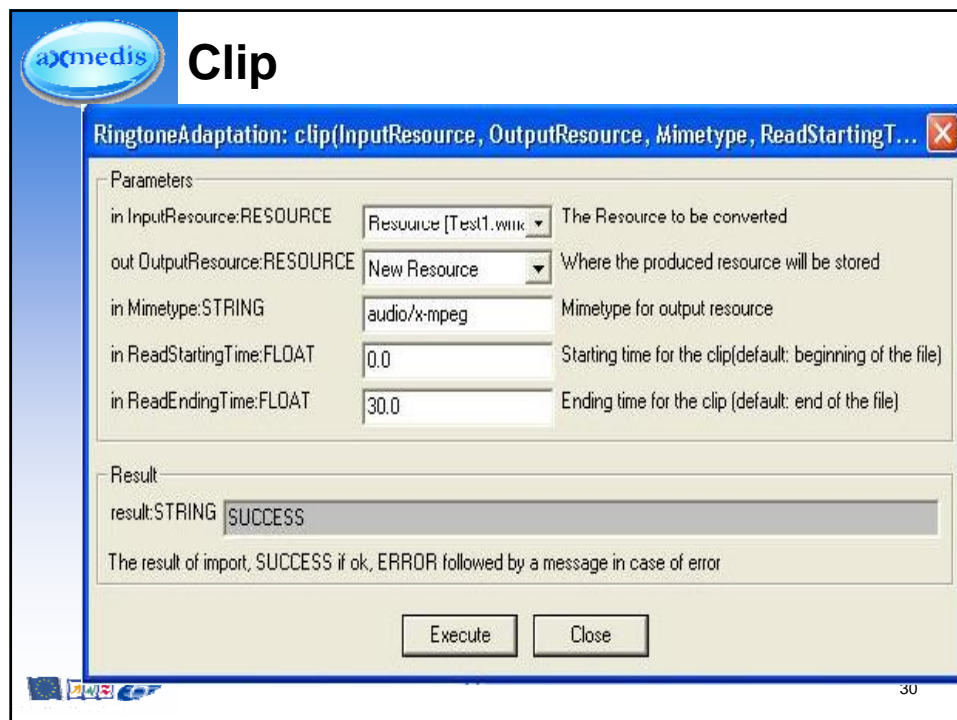 axmedis
Clip
RingtoneAdaptation: clip(InputResource, OutputResource, Mimetype, ReadStartingT...
Parameters
in InputResource:RESOURCE Resource [Test1. The Resource to be converted
out OutputResource:RESOURCE New Resource Where the produced resource will be stored
in Mimetype:STRING audio/x-mpeg Mimetype for output resource
in ReadStartingTime:FLOAT 0.0 Starting time for the clip(default: beginning of the file)
in ReadEndingTime:FLOAT 30.0 Ending time for the clip (default: end of the file)
Result
result:STRING SUCCESS
The result of import, SUCCESS if ok, ERROR followed by a message in case of error
Execute Close
30